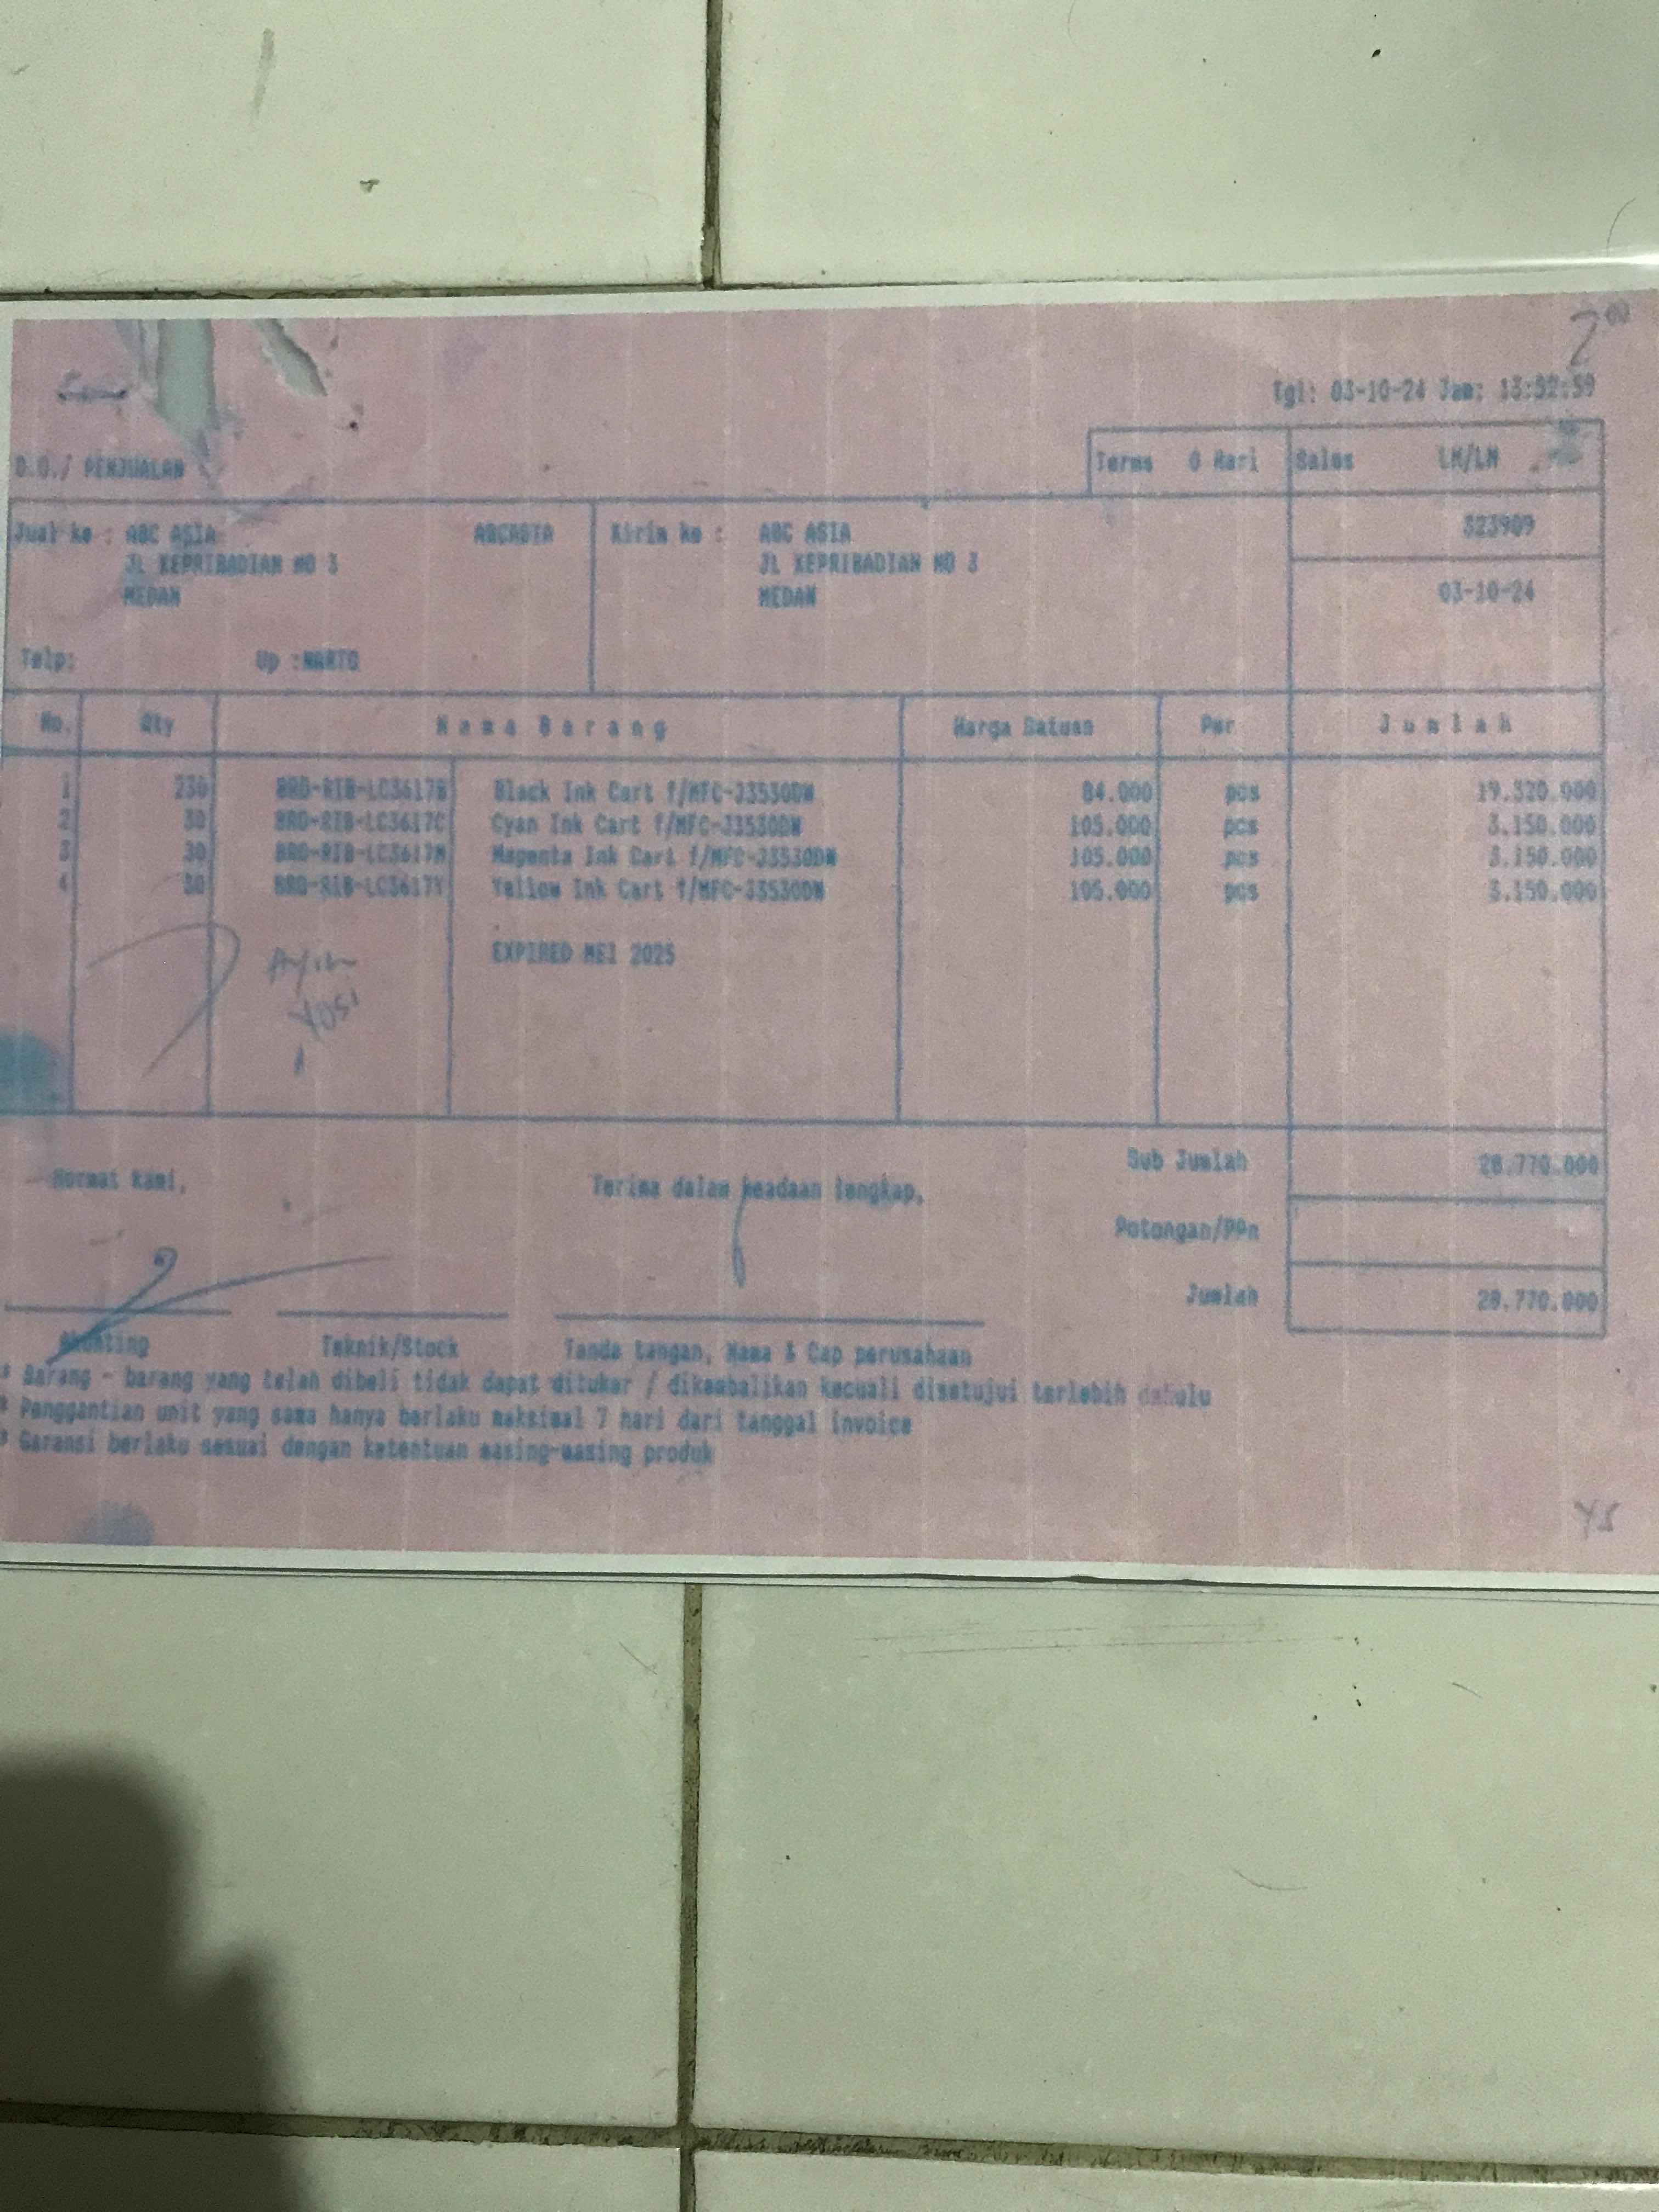 Tgl: 03-10-24 Jam: 13:52:59
D.O./ PENJUALAN
Terms 0 Hari Sales LM/LM
Jual ke : ABC ASIA ABCASIA Kirim ke : ABC ASIA 323909
JL KEPRIBADIAN NO 3 JL KEPRIBADIAN NO 3
MEDAN MEDAN 03-10-24
Telp: Up :WARTO
No. Qty Nama Barang Harga Satuan Per Jumlah
1 230 BRO-RIB-LC3617B Black Ink Cart f/MFC-J3530DW 84.000 pcs 19.320.000
2 30 BRO-RIB-LC3617C Cyan Ink Cart f/MFC-J3530DW 105.000 pcs 3.150.000
3 30 BRO-RIB-LC3617M Magenta Ink Cart f/MFC-J3530DW 105.000 pcs 3.150.000
4 30 BRO-RIB-LC3617Y Yellow Ink Cart f/MFC-J3530DW 105.000 pcs 3.150.000
EXPIRED MEI 2025
Yosi
Sub Jumlah 28.770.000
Hormat kami, Terima dalam keadaan lengkap,
Potongan/PPn
Jumlah 28.770.000
Akunting Teknik/Stock Tanda tangan, Nama & Cap perusahaan
* Barang - barang yang telah dibeli tidak dapat ditukar / dikembalikan kecuali disetujui terlebih dahulu
* Penggantian unit yang sama hanya berlaku maksimal 7 hari dari tanggal invoice
* Garansi berlaku sesuai dengan ketentuan masing-masing produk
YS